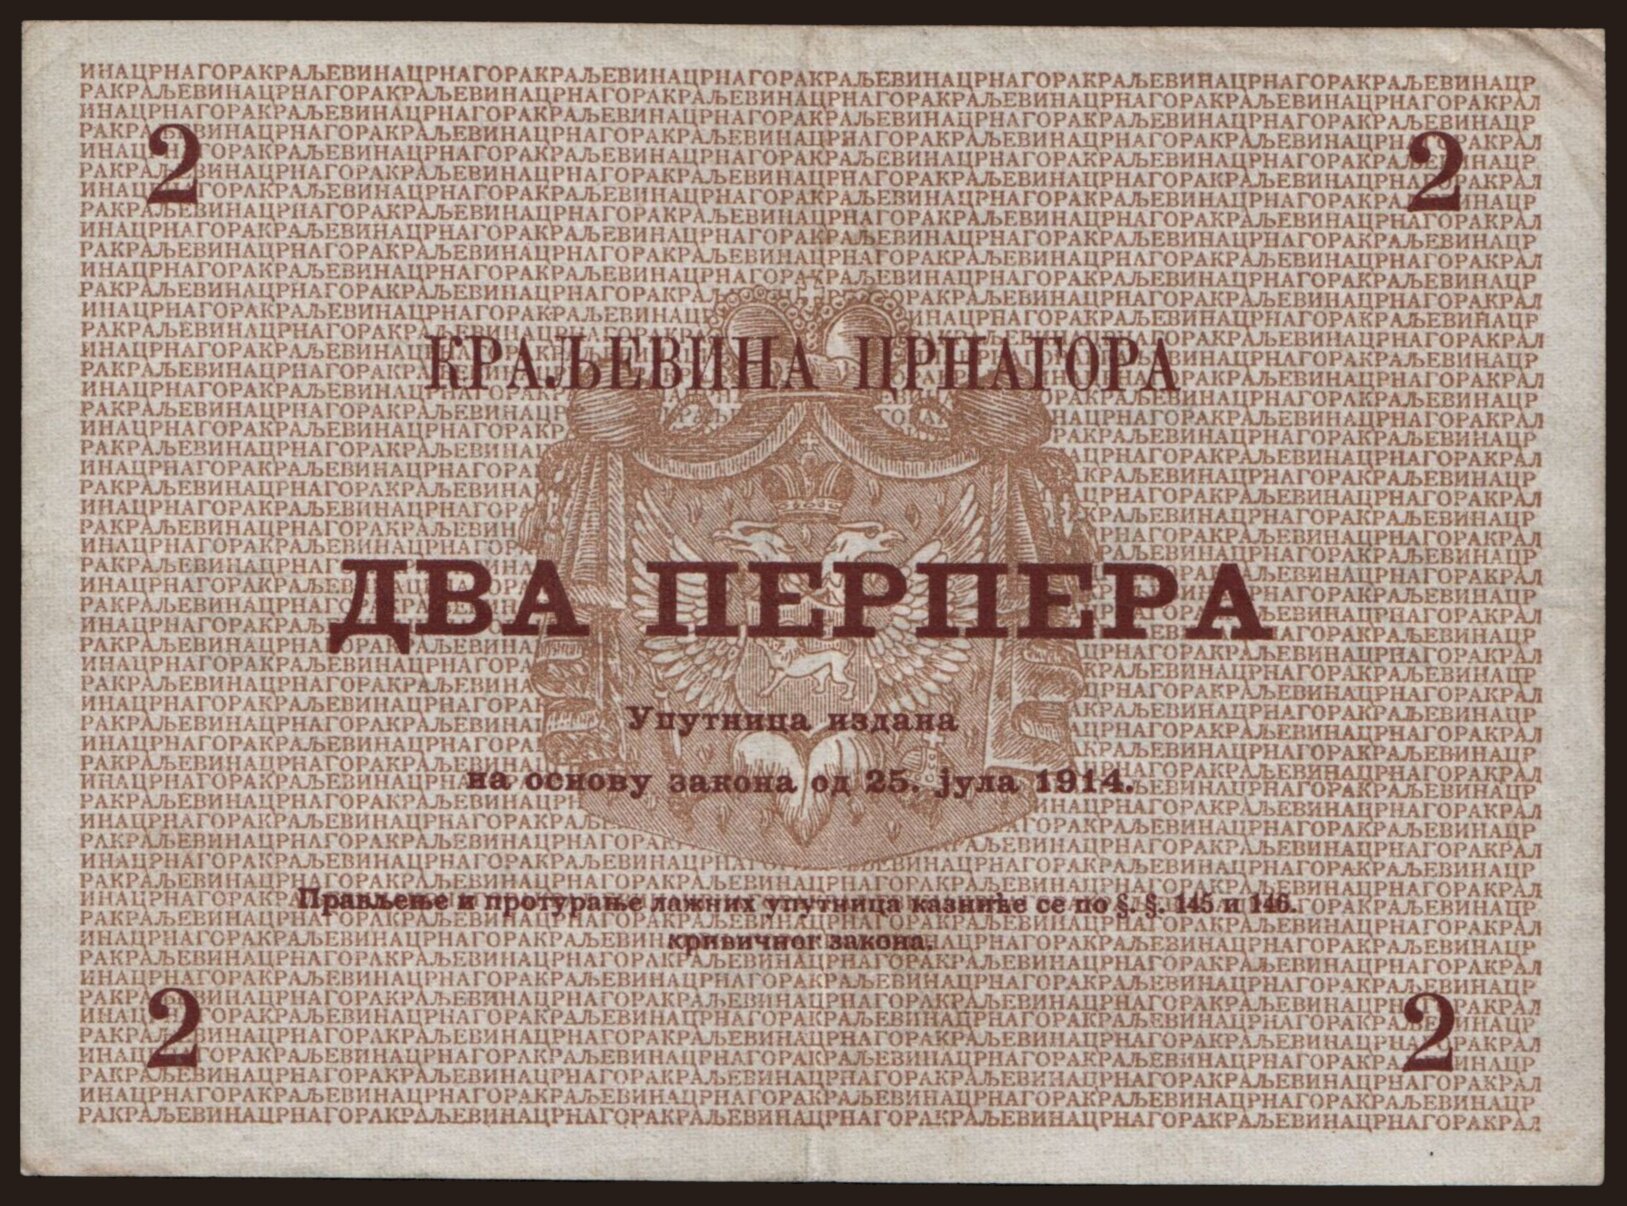 2 2
КРАЉЕВИНА ЦРНАГОРА
ДВА ПЕРПЕРА
Упутница издана
на основу закона од 25. јула 1914.
Прављење и протурање лажних упутница казниће се по §. §. 145 и 146.
кривичног закона.
2 2